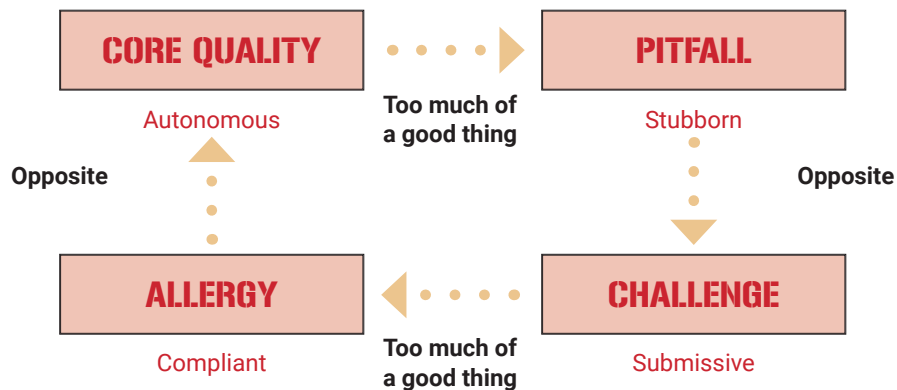 CORE QUALITY
PITFALL
Autonomous
Too much of
a good thing
Stubborn
Opposite
Opposite
ALLERGY
CHALLENGE
Compliant
Too much of
a good thing
Submissive